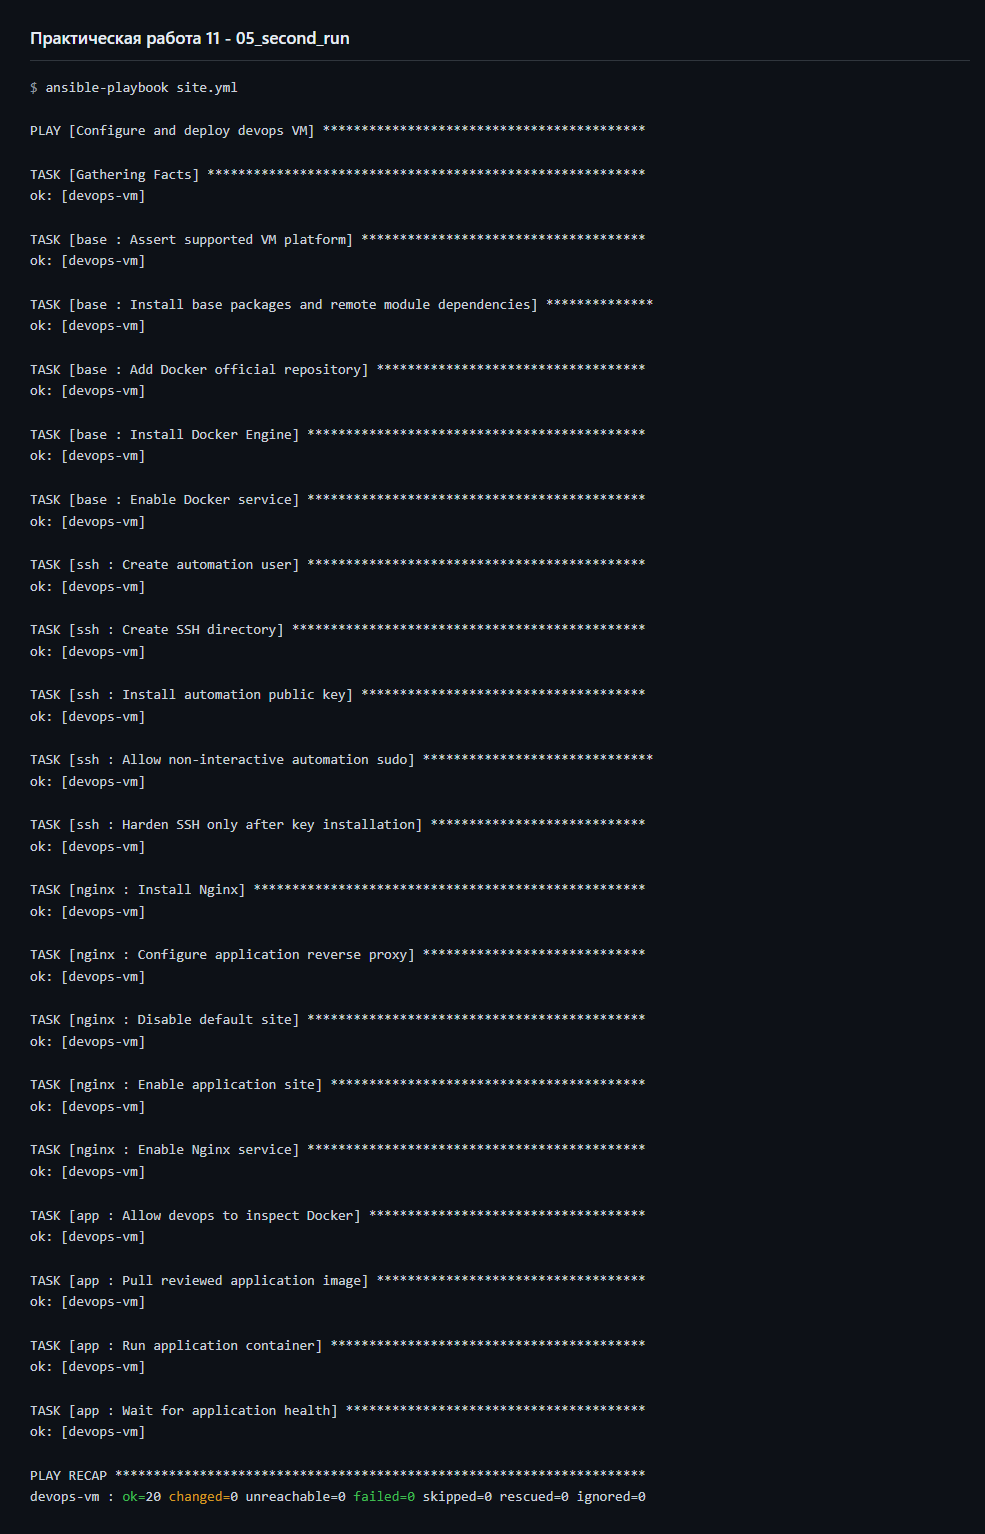 Практическая работа 11 - 05_second_run
$ ansible-playbook site.yml
PLAY [Configure and deploy devops VM] ******************************************
TASK [Gathering Facts] *********************************************************
ok: [devops-vm]
TASK [base : Assert supported VM platform] *************************************
ok: [devops-vm]
TASK [base : Install base packages and remote module dependencies] **************
ok: [devops-vm]
TASK [base : Add Docker official repository] ***********************************
ok: [devops-vm]
TASK [base : Install Docker Engine] ********************************************
ok: [devops-vm]
TASK [base : Enable Docker service] ********************************************
ok: [devops-vm]
TASK [ssh : Create automation user] ********************************************
ok: [devops-vm]
TASK [ssh : Create SSH directory] **********************************************
ok: [devops-vm]
TASK [ssh : Install automation public key] *************************************
ok: [devops-vm]
TASK [ssh : Allow non-interactive automation sudo] ******************************
ok: [devops-vm]
TASK [ssh : Harden SSH only after key installation] ****************************
ok: [devops-vm]
TASK [nginx : Install Nginx] ***************************************************
ok: [devops-vm]
TASK [nginx : Configure application reverse proxy] *****************************
ok: [devops-vm]
TASK [nginx : Disable default site] ********************************************
ok: [devops-vm]
TASK [nginx : Enable application site] *****************************************
ok: [devops-vm]
TASK [nginx : Enable Nginx service] ********************************************
ok: [devops-vm]
TASK [app : Allow devops to inspect Docker] ************************************
ok: [devops-vm]
TASK [app : Pull reviewed application image] ***********************************
ok: [devops-vm]
TASK [app : Run application container] *****************************************
ok: [devops-vm]
TASK [app : Wait for application health] ***************************************
ok: [devops-vm]
PLAY RECAP *********************************************************************
devops-vm : ok=20 changed=0 unreachable=0 failed=0 skipped=0 rescued=0 ignored=0